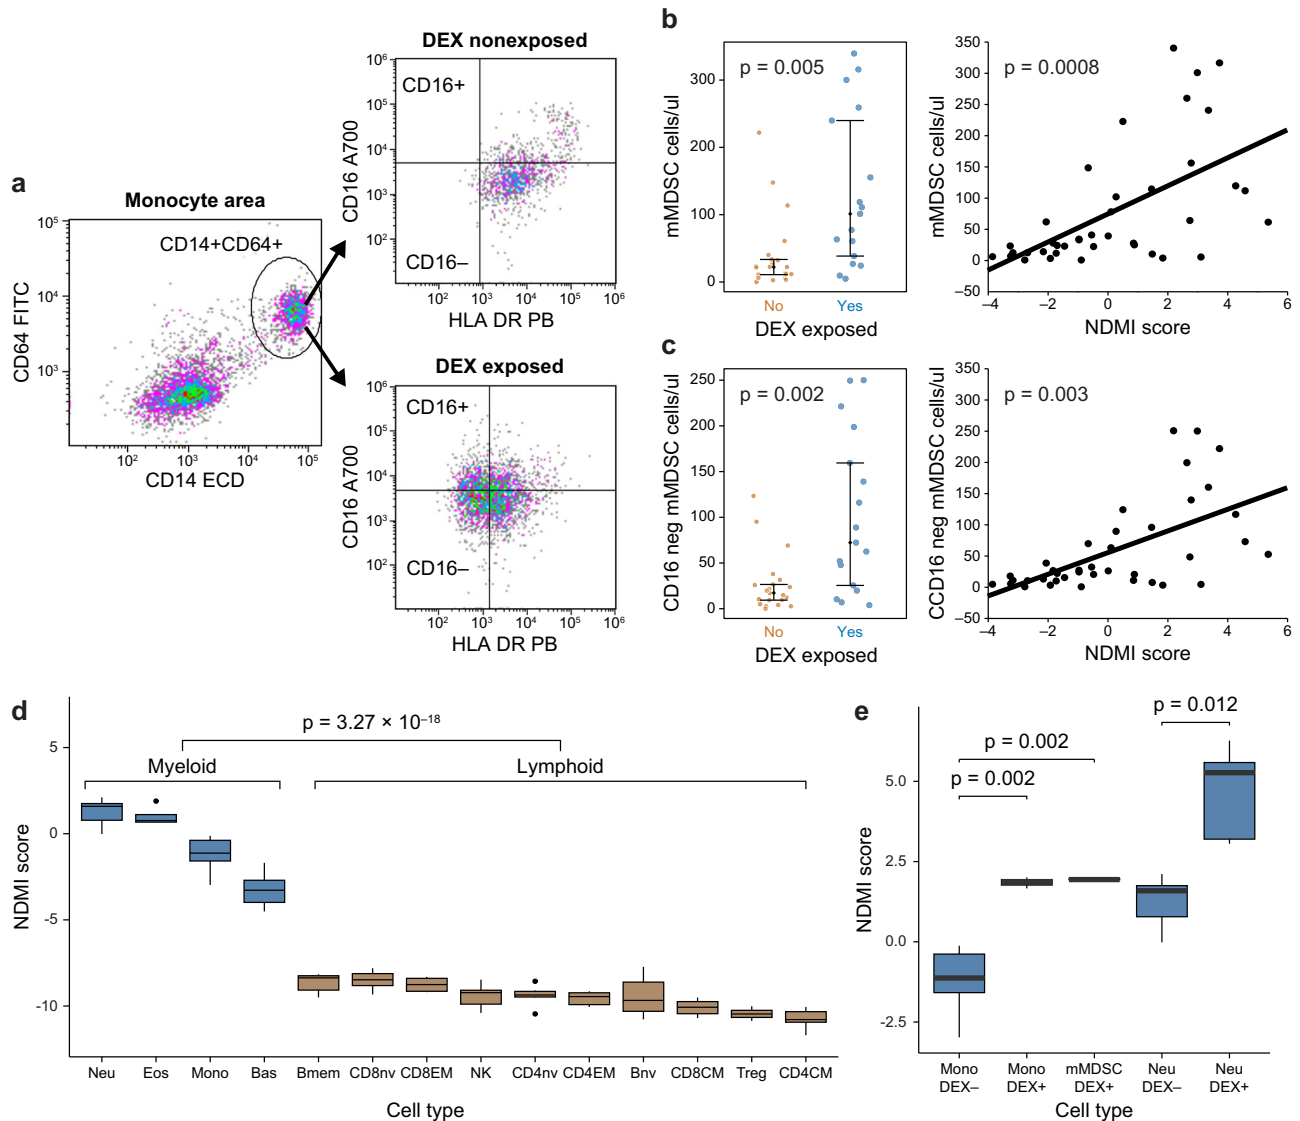 a
Monocyte area
CD14+CD64+
CD64 FITC
10⁵
10⁴
10³
10² 10³ 10⁴ 10⁵
CD14 ECD
DEX nonexposed
CD16+
CD16–
CD16 A700
10⁶
10⁵
10⁴
10³
10²
10² 10³ 10⁴ 10⁵ 10⁶
HLA DR PB
DEX exposed
CD16+
CD16–
CD16 A700
10⁶
10⁵
10⁴
10³
10²
10¹
10² 10³ 10⁴ 10⁵ 10⁶
HLA DR PB
b
p = 0.005
mMDSC cells/ul
300
200
100
0
No Yes
DEX exposed
p = 0.0008
mMDSC cells/ul
350
300
250
200
150
100
50
0
–50
–4 –2 0 2 4 6
NDMI score
c
p = 0.002
CD16 neg mMDSC cells/ul
250
200
150
100
50
0
No Yes
DEX exposed
p = 0.003
CCD16 neg mMDSC cells/ul
350
300
250
200
150
100
50
0
–50
–4 –2 0 2 4 6
NDMI score
d
p = 3.27 × 10⁻¹⁸
Myeloid Lymphoid
NDMI score
5
0
-5
-10
Neu Eos Mono Bas Bmem CD8nv CD8EM NK CD4nv CD4EM Bnv CD8CM Treg CD4CM
Cell type
e
p = 0.012
p = 0.002
p = 0.002
NDMI score
5.0
2.5
0.0
-2.5
Mono Mono mMDSC Neu Neu
DEX– DEX+ DEX+ DEX– DEX+
Cell type